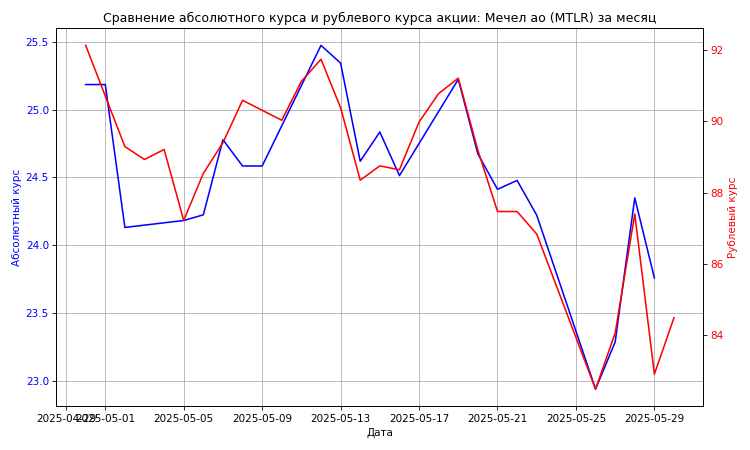 Сравнение абсолютного курса и рублевого курса акции: Мечел ао (MTLR) за месяц
25.5
25.0
24.5
24.0
23.5
23.0
Абсолютный курс
92
90
88
86
84
Рублевый курс
2025-04-29 2025-05-01 2025-05-05 2025-05-09 2025-05-13 2025-05-17 2025-05-21 2025-05-25 2025-05-29
Дата